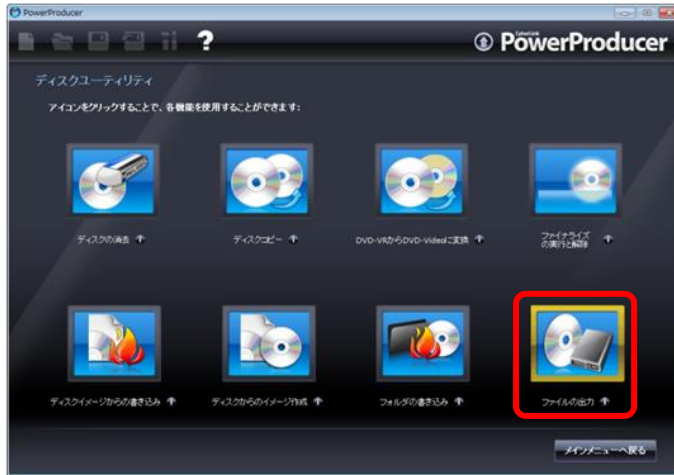 PowerProducer
?
CyberLink
PowerProducer
ディスクユーティリティ
アイコンをクリックすることで、各機能を使用することができます:
ディスクの消去
ディスクコピー
DVD-VRからDVD-Videoに変換
ファイナライズ
の実行と解除
ディスクイメージからの書き込み
ディスクからのイメージ作成
フォルダの書き込み
ファイルの出力
メインメニューへ戻る